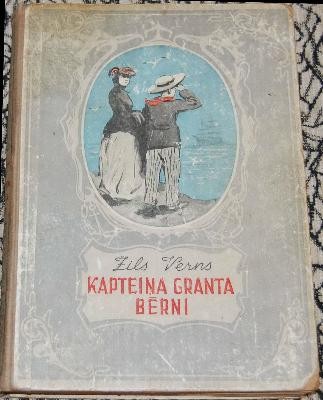 Žils Verns
KAPTEIŅA GRANTA
BĒRNI